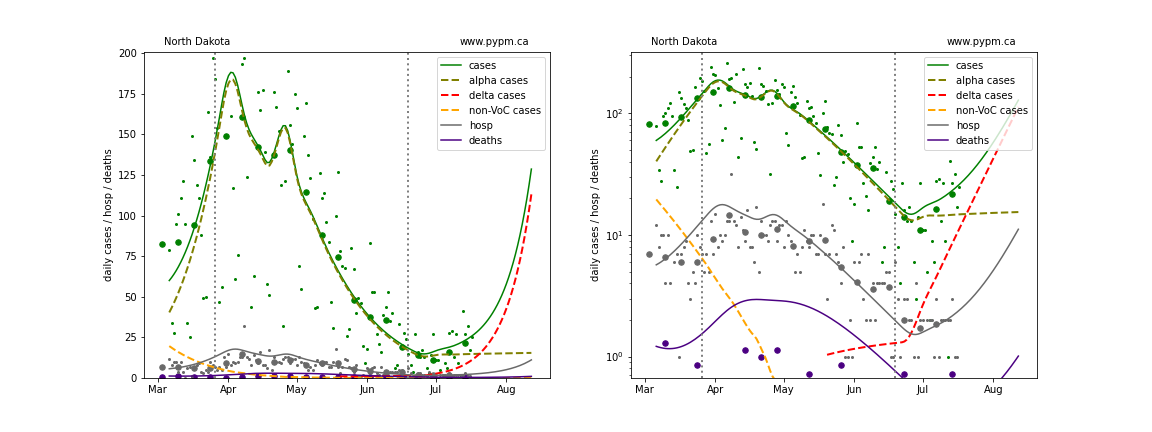 North Dakota
www.pypm.ca
daily cases / hosp / deaths
200
175
150
125
100
75
50
25
0
cases
alpha cases
delta cases
non-VoC cases
hosp
deaths
Mar Apr May Jun Jul Aug
North Dakota
www.pypm.ca
daily cases / hosp / deaths
10²
10¹
10⁰
cases
alpha cases
delta cases
non-VoC cases
hosp
deaths
Mar Apr May Jun Jul Aug